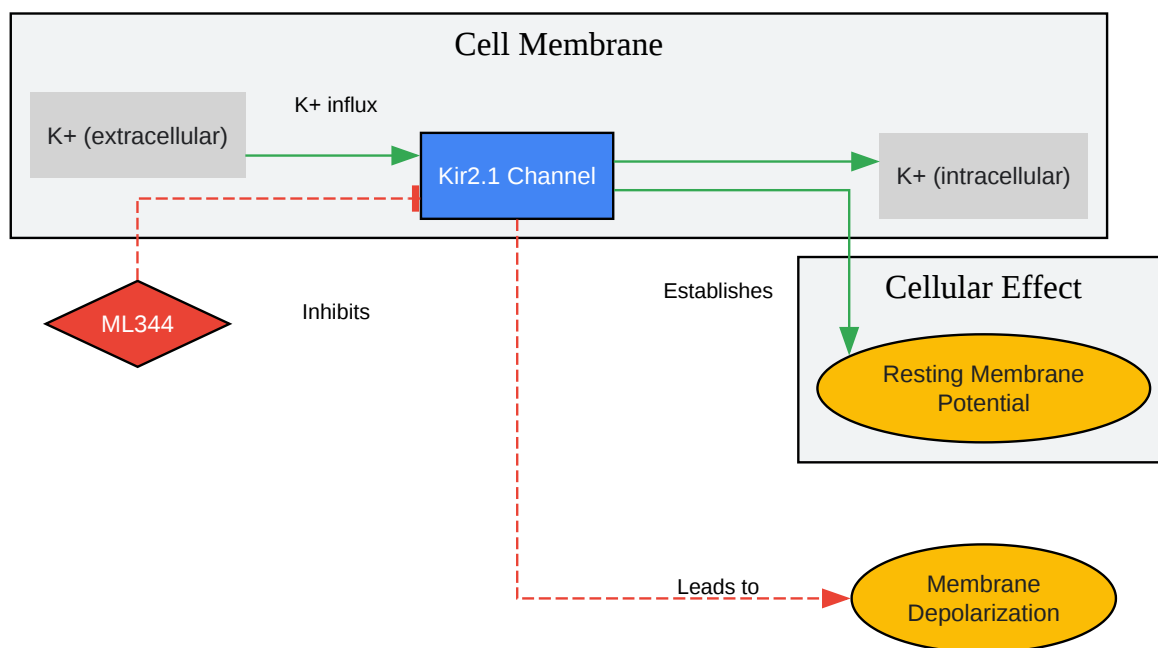 Cell Membrane
K+ influx
K+ (extracellular)
Kir2.1 Channel
K+ (intracellular)
Cellular Effect
Establishes
Inhibits
ML344
Resting Membrane
Potential
Leads to
Membrane
Depolarization